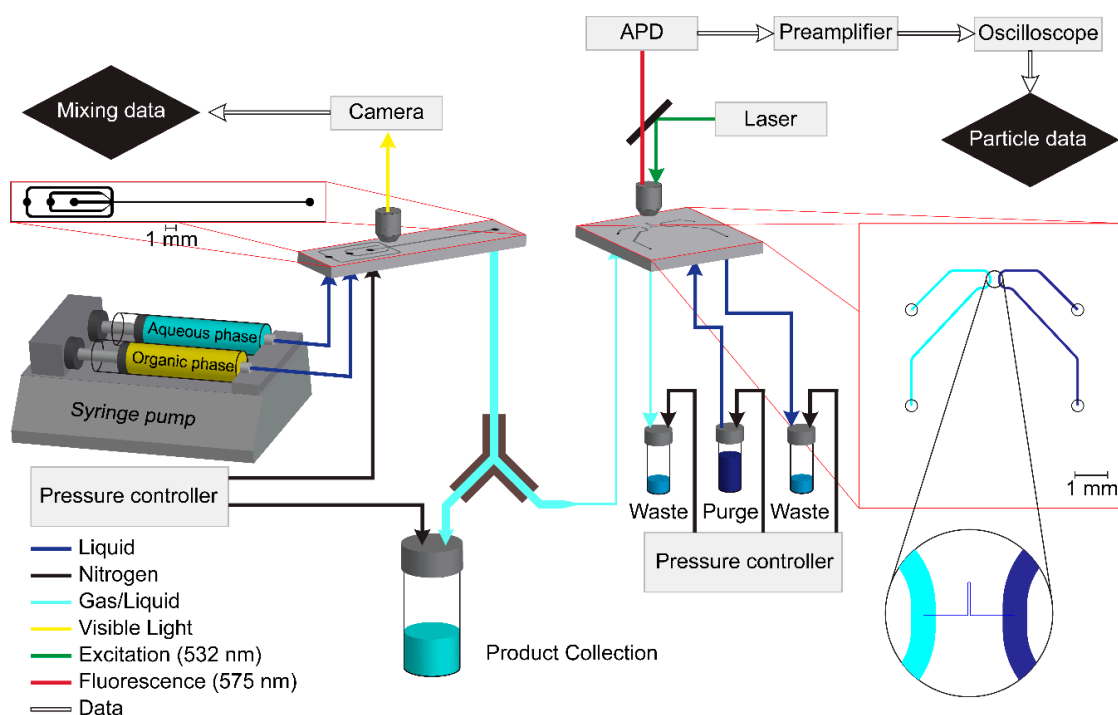 APD
Preamplifier
Oscilloscope
Mixing data
Camera
Laser
Particle data
1 mm
Aqueous phase
Organic phase
Syringe pump
Pressure controller
Waste
Purge
Waste
Pressure controller
1 mm
Liquid
Nitrogen
Gas/Liquid
Visible Light
Excitation (532 nm)
Fluorescence (575 nm)
Data
Product Collection